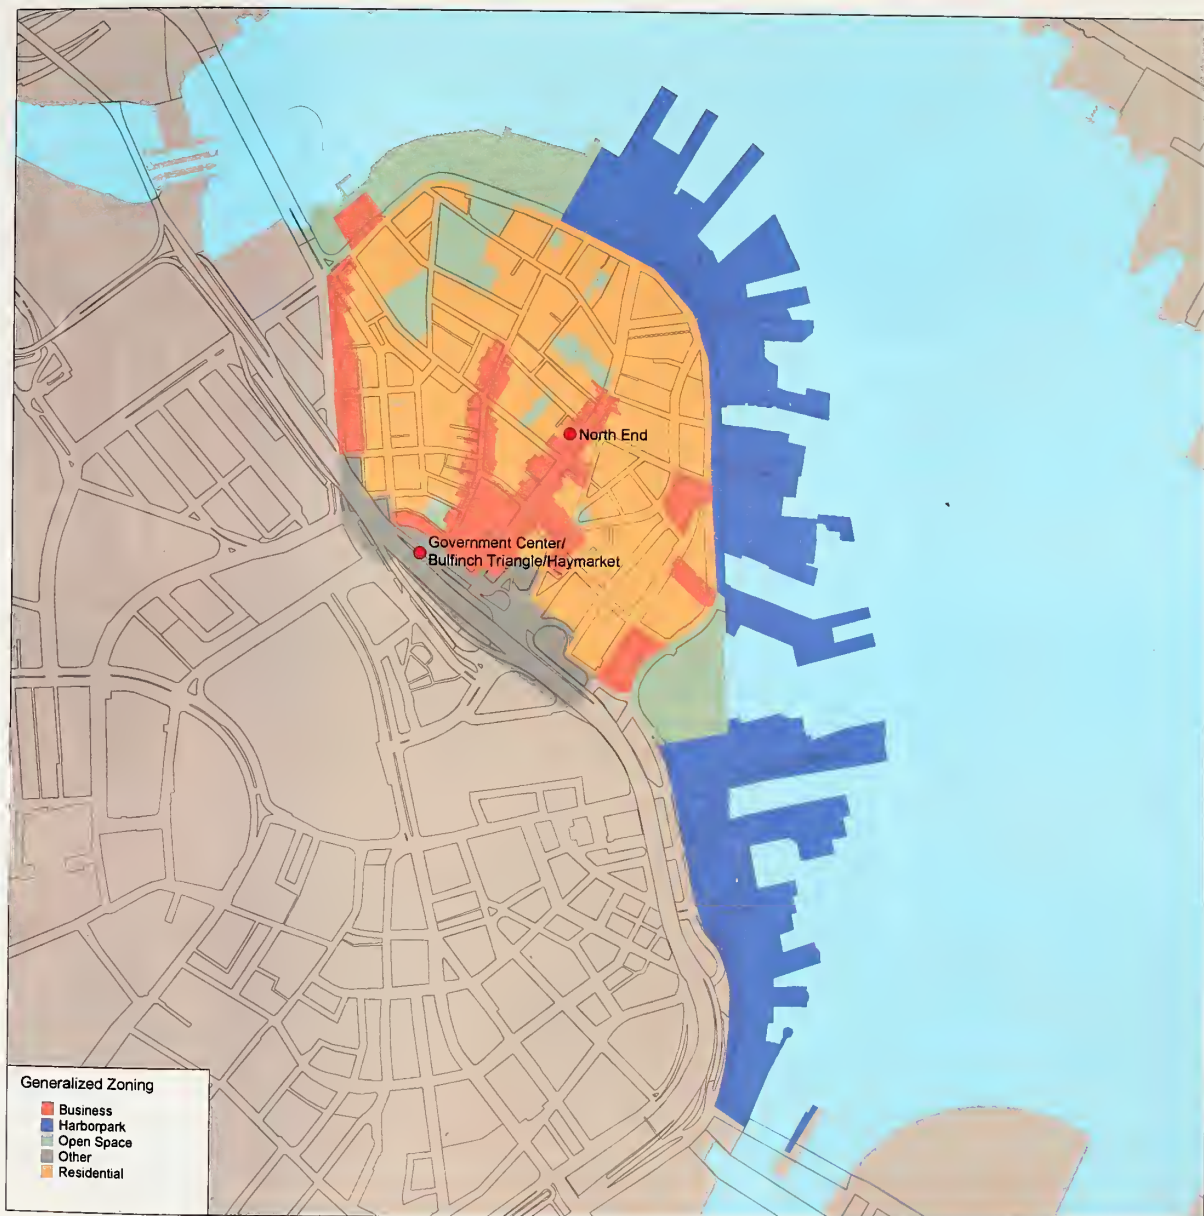 North End
Government Center/
Bulfinch Triangle/Haymarket
Generalized Zoning
Business
Harborpark
Open Space
Other
Residential